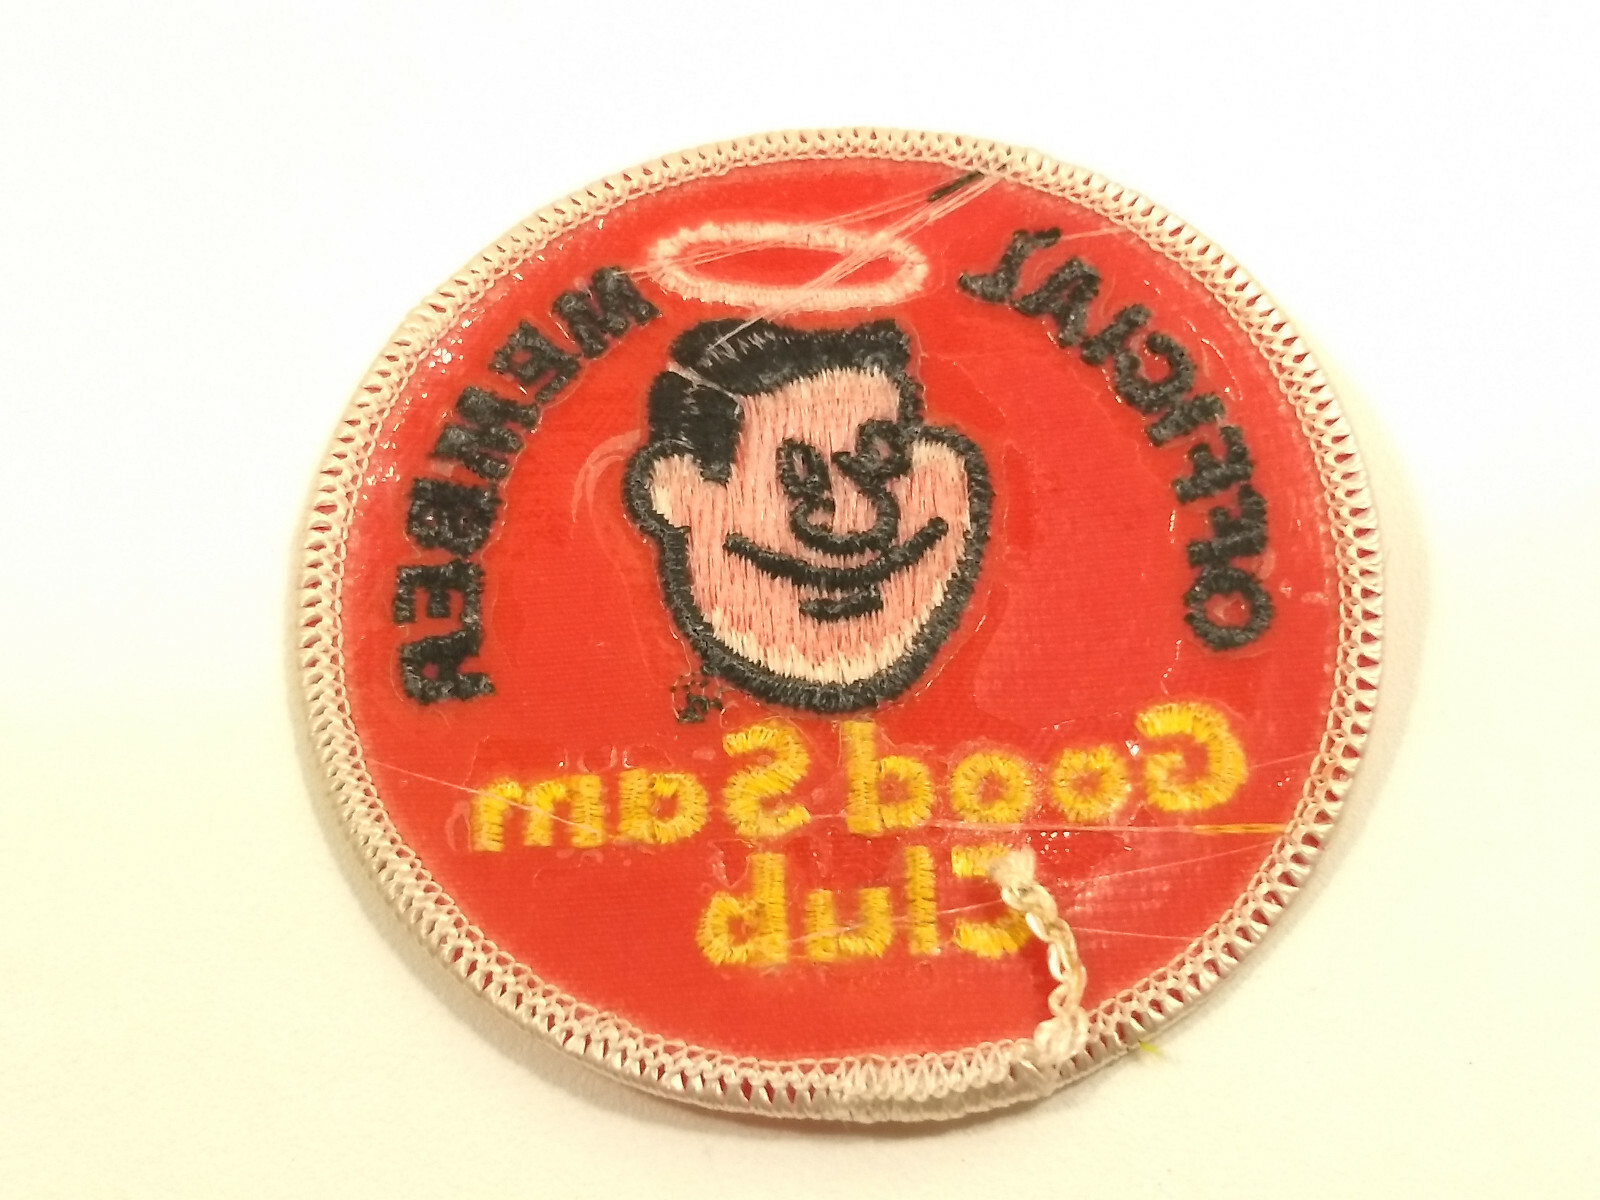 OFFICIAL
MEMBER
Good Sam
Club